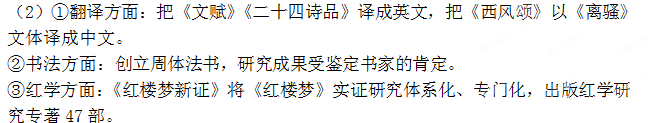 （2）①翻译方面：把《文赋》《二十四诗品》译成英文，把《西风颂》以《离骚》
文体译成中文。
②书法方面：创立周体法书，研究成果受鉴定书家的肯定。
③红学方面：《红楼梦新证》将《红楼梦》实证研究体系化、专门化，出版红学研
究专著 47 部。